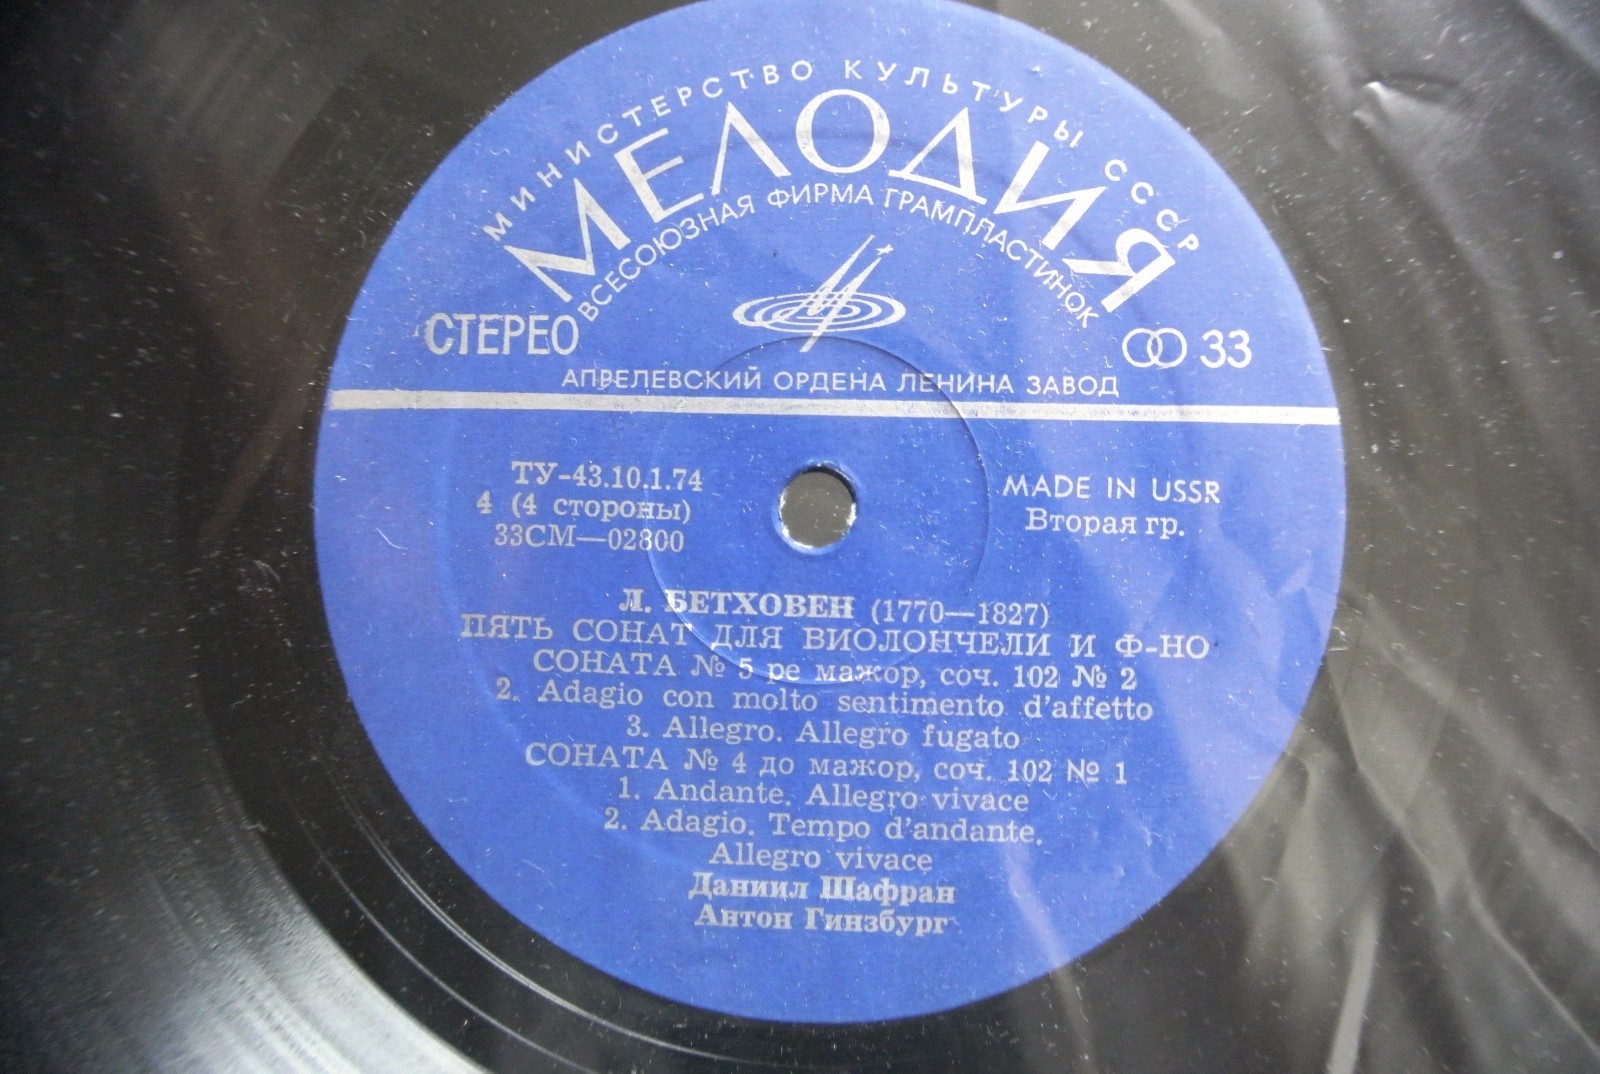 МИНИСТЕРСТВО КУЛЬТУРЫ СССР
МЕЛОДИЯ
ВСЕСОЮЗНАЯ ФИРМА ГРАМПЛАСТИНОК
СТЕРЕО
33
АПРЕЛЕВСКИЙ ОРДЕНА ЛЕНИНА ЗАВОД
ТУ-43.10.1.74
4 (4 стороны)
33СМ—02800
MADE IN USSR
Вторая гр.
Л. БЕТХОВЕН (1770—1827)
ПЯТЬ СОНАТ ДЛЯ ВИОЛОНЧЕЛИ И Ф-НО
СОНАТА № 5 ре мажор, соч. 102 № 2
2. Adagio con molto sentimento d'affetto
3. Allegro. Allegro fugato
СОНАТА № 4 до мажор, соч. 102 № 1
1. Andante. Allegro vivace
2. Adagio. Tempo d'andante.
Allegro vivace
Даниил Шафран
Антон Гинзбург